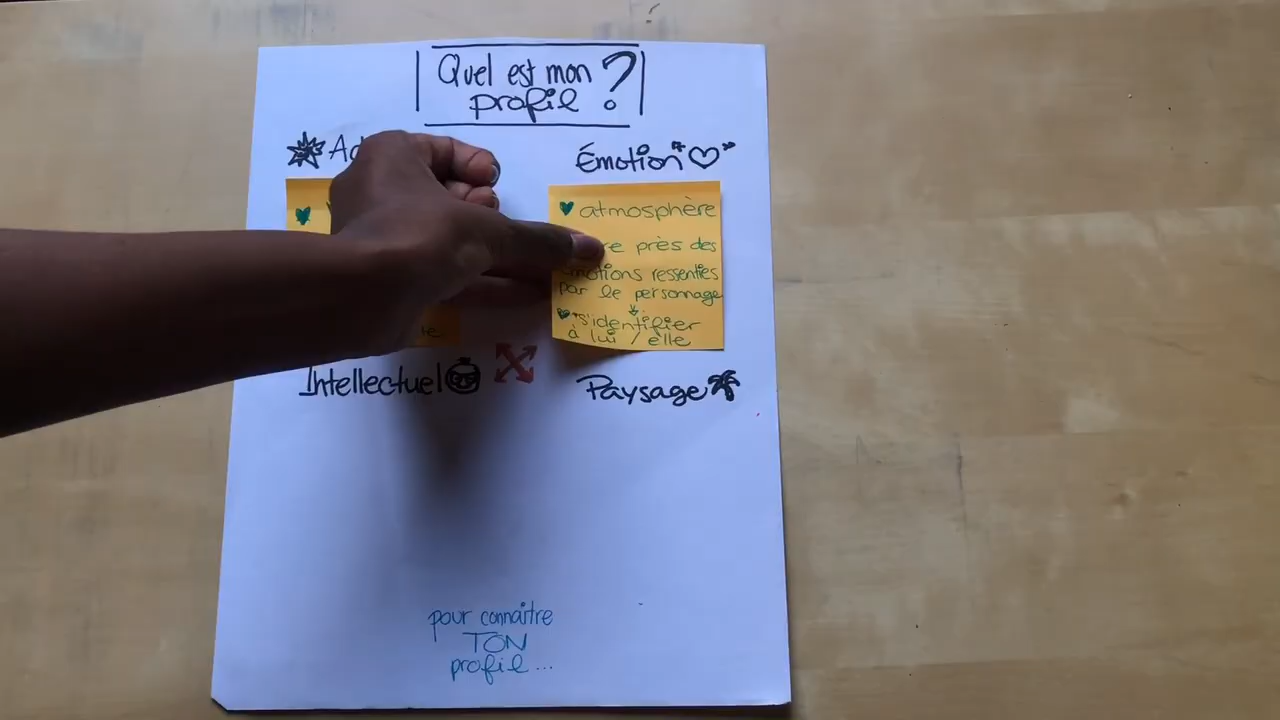 Quel est mon
profil ?
Émotion
atmosphère
près des
émotions ressenties
par le personnage
s'identifier
à lui / elle
Intellectuel
Paysage
pour connaitre
TON
profil...